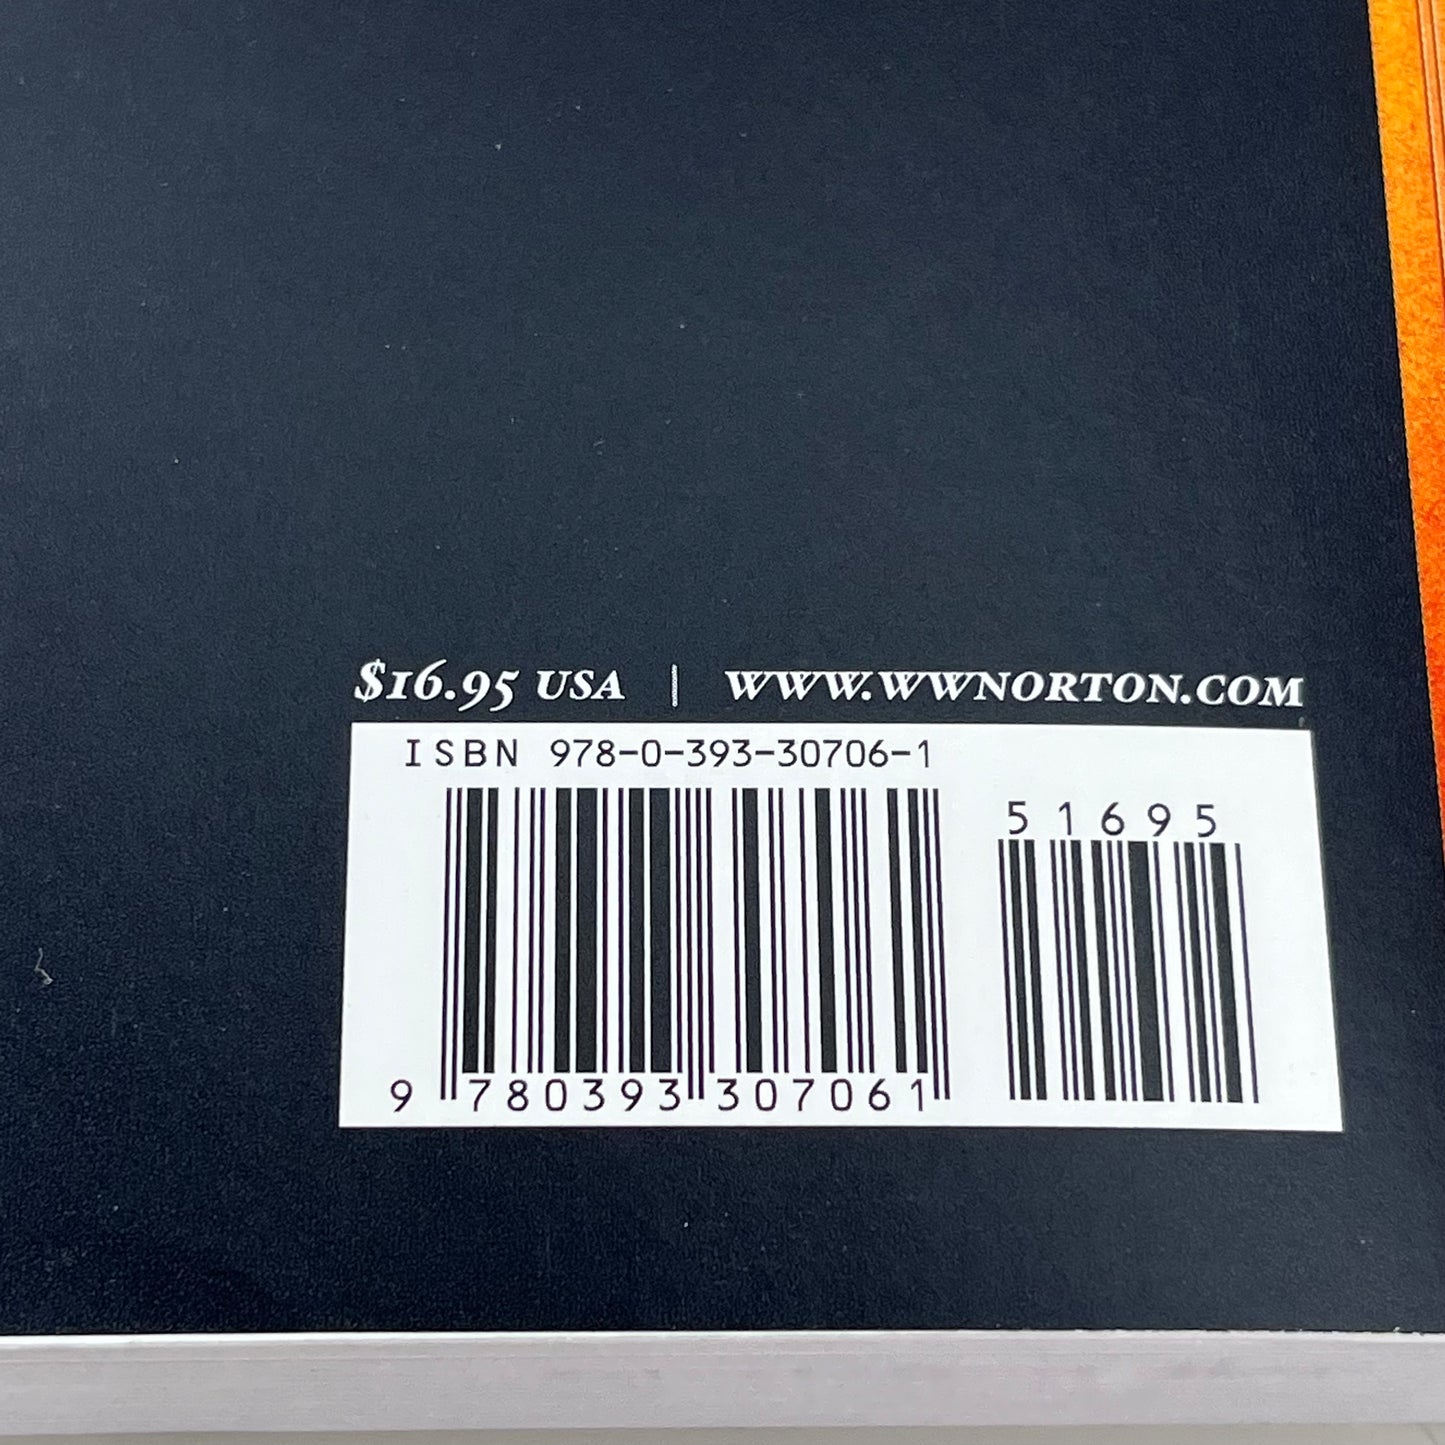 $16.95 USA | WWW.WWNORTON.COM
ISBN 978-0-393-30706-1
51695
9 780393 307061